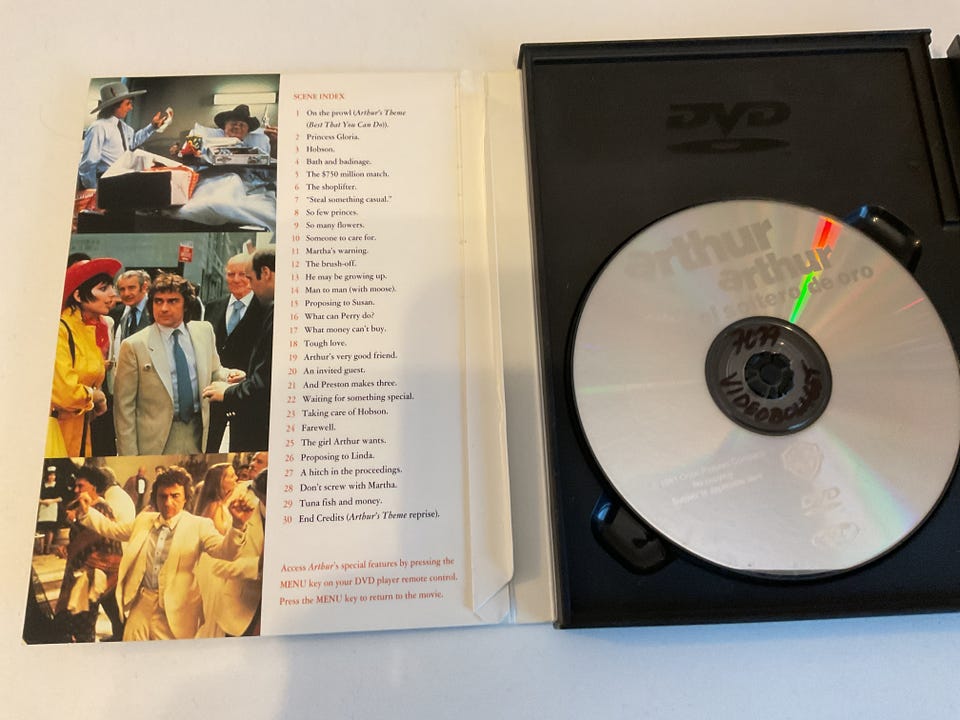 SCENE INDEX
1 On the prowl (Arthur's Theme
(Best That You Can Do)).
2 Princess Gloria.
3 Hobson.
4 Bath and badinage.
5 The $750 million match.
6 The shoplifter.
7 "Steal something casual."
8 So few princes.
9 So many flowers.
10 Someone to care for.
11 Martha's warning.
12 The brush-off.
13 He may be growing up.
14 Man to man (with moose).
15 Proposing to Susan.
16 What can Perry do?
17 What money can't buy.
18 Tough love.
19 Arthur's very good friend.
20 An invited guest.
21 And Preston makes three.
22 Waiting for something special.
23 Taking care of Hobson.
24 Farewell.
25 The girl Arthur wants.
26 Proposing to Linda.
27 A hitch in the proceedings.
28 Don't screw with Martha.
29 Tuna fish and money.
30 End Credits (Arthur's Theme reprise).
Access Arthur's special features by pressing the
MENU key on your DVD player remote control.
Press the MENU key to return to the movie.
DVD
arthur
arthur
el soltero de oro
VIDEOBCLUST
DVD